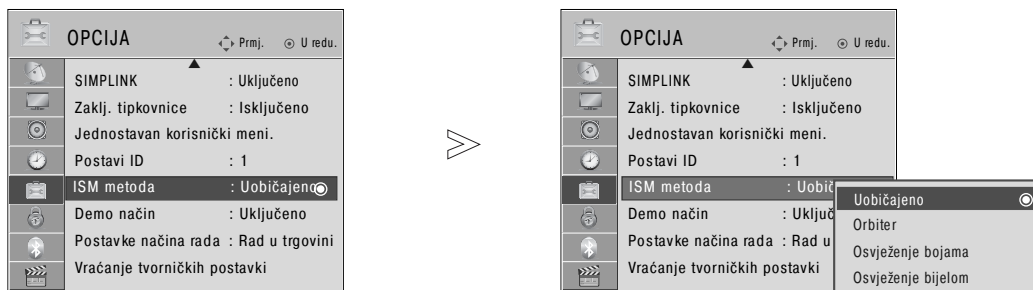 OPCIJA Prmj. U redu.
SIMPLINK : Uključeno
Zaklj. tipkovnice : Isključeno
Jednostavan korisnički meni.
Postavi ID : 1
ISM metoda : Uobičajeno
Demo način : Uključeno
Postavke načina rada : Rad u trgovini
Vraćanje tvorničkih postavki
OPCIJA Prmj. U redu.
SIMPLINK : Uključeno
Zaklj. tipkovnice : Isključeno
Jednostavan korisnički meni.
Postavi ID : 1
ISM metoda : Uobič
Demo način : Uključ
Postavke načina rada : Rad u
Vraćanje tvorničkih postavki
Uobičajeno
Orbiter
Osvježenje bojama
Osvježenje bijelom